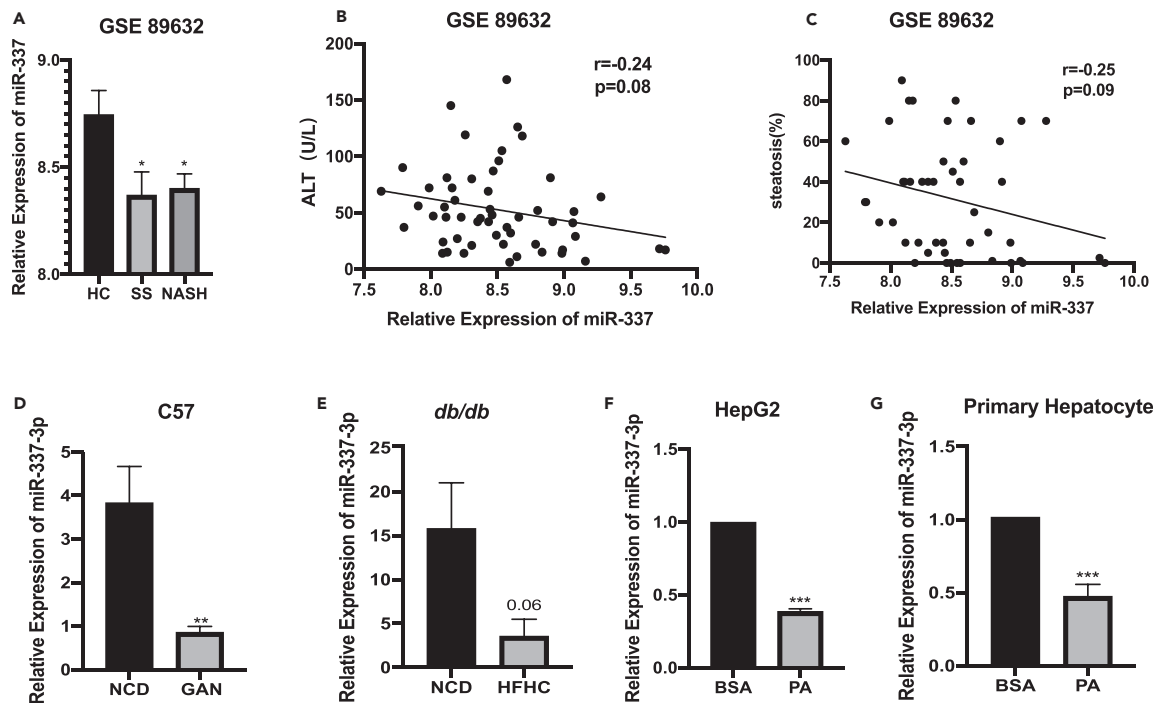 A
GSE 89632
Relative Expression of miR-337
9.0
8.5
8.0
*
*
HC SS NASH
B
GSE 89632
ALT (U/L)
200
150
100
50
0
r=-0.24
p=0.08
7.5 8.0 8.5 9.0 9.5 10.0
Relative Expression of miR-337
C
GSE 89632
steatosis(%)
100
80
60
40
20
0
r=-0.25
p=0.09
7.5 8.0 8.5 9.0 9.5 10.0
Relative Expression of miR-337
D
C57
Relative Expression of miR-337-3p
5
4
3
2
1
0
**
NCD GAN
E
db/db
Relative Expression of miR-337-3p
25
20
15
10
5
0
0.06
NCD HFHC
F
HepG2
Relative Expression of miR-337-3p
1.5
1.0
0.5
0.0
***
BSA PA
G
Primary Hepatocyte
Relative Expression of miR-337-3p
1.5
1.0
0.5
0.0
***
BSA PA